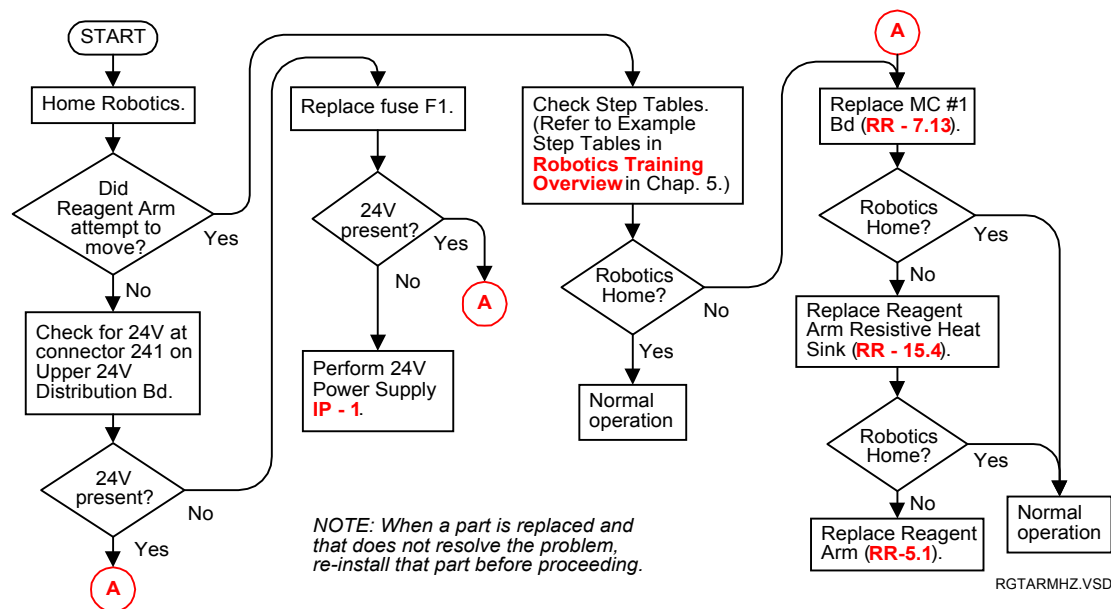 START
Home Robotics.
Did
Reagent Arm
attempt to
move?
Yes
No
Check for 24V at
connector 241 on
Upper 24V
Distribution Bd.
24V
present?
No
Yes
A
Replace fuse F1.
24V
present?
Yes
A
No
Perform 24V
Power Supply
IP - 1.
Check Step Tables.
(Refer to Example
Step Tables in
Robotics Training
Overview in Chap. 5.)
Robotics
Home?
No
Yes
Normal
operation
A
Replace MC #1
Bd (RR - 7.13).
Robotics
Home?
Yes
No
Replace Reagent
Arm Resistive Heat
Sink (RR - 15.4).
Robotics
Home?
Yes
No
Replace Reagent
Arm (RR-5.1).
Normal
operation
NOTE: When a part is replaced and
that does not resolve the problem,
re-install that part before proceeding.
RGTARMHZ.VSD